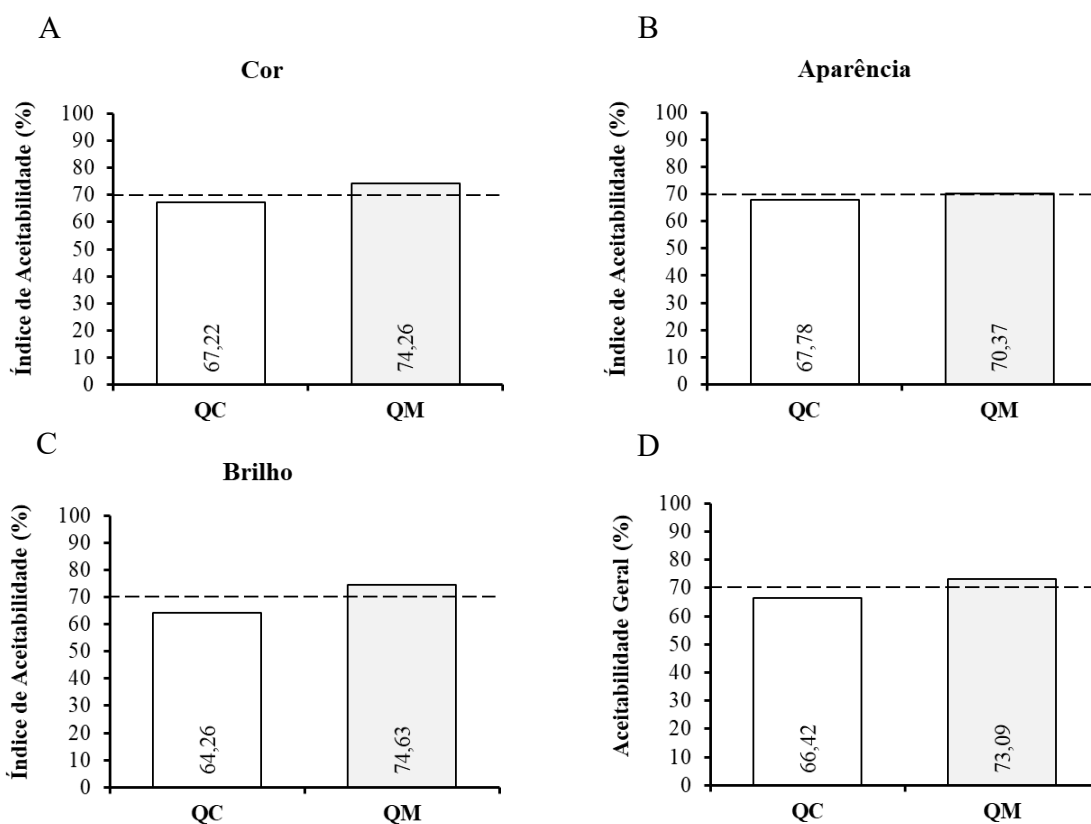 A
Cor
Índice de Aceitabilidade (%)
100
90
80
70
60
50
40
30
20
10
0
67,22
74,26
QC
QM
B
Aparência
Índice de Aceitabilidade (%)
100
90
80
70
60
50
40
30
20
10
0
67,78
70,37
QC
QM
C
Brilho
Índice de Aceitabilidade (%)
100
90
80
70
60
50
40
30
20
10
0
64,26
74,63
QC
QM
D
Aceitabilidade Geral (%)
100
90
80
70
60
50
40
30
20
10
0
66,42
73,09
QC
QM